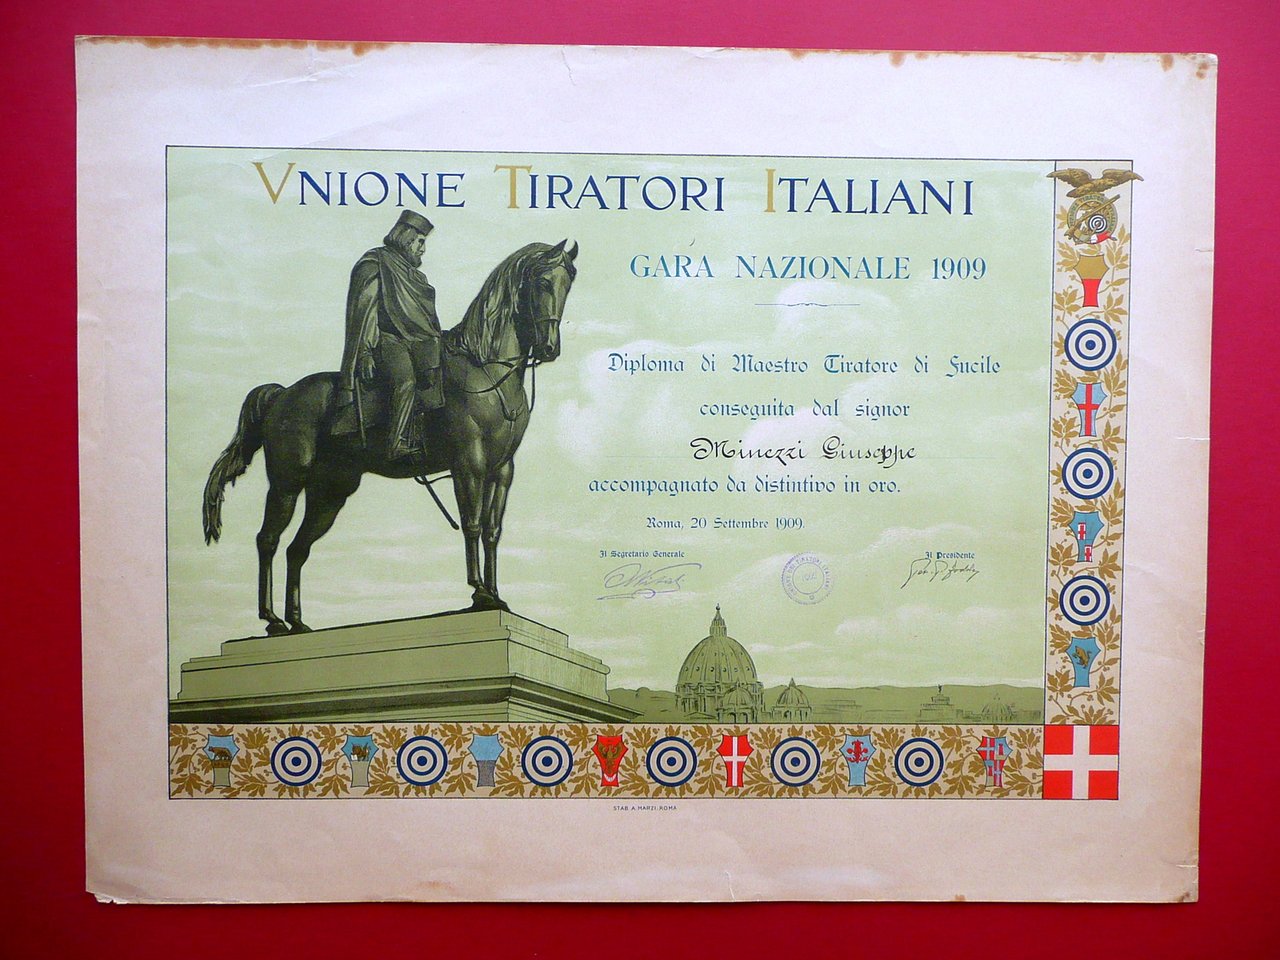 VNIONE TIRATORI ITALIANI
GARA NAZIONALE 1909
Diploma di Maestro Tiratore di Fucile
conseguita dal signor
Minezzi Giuseppe
accompagnato da distintivo in oro.
Roma, 20 Settembre 1909.
Il Segretario Generale
Il Presidente
STAB. A. MARZI. ROMA